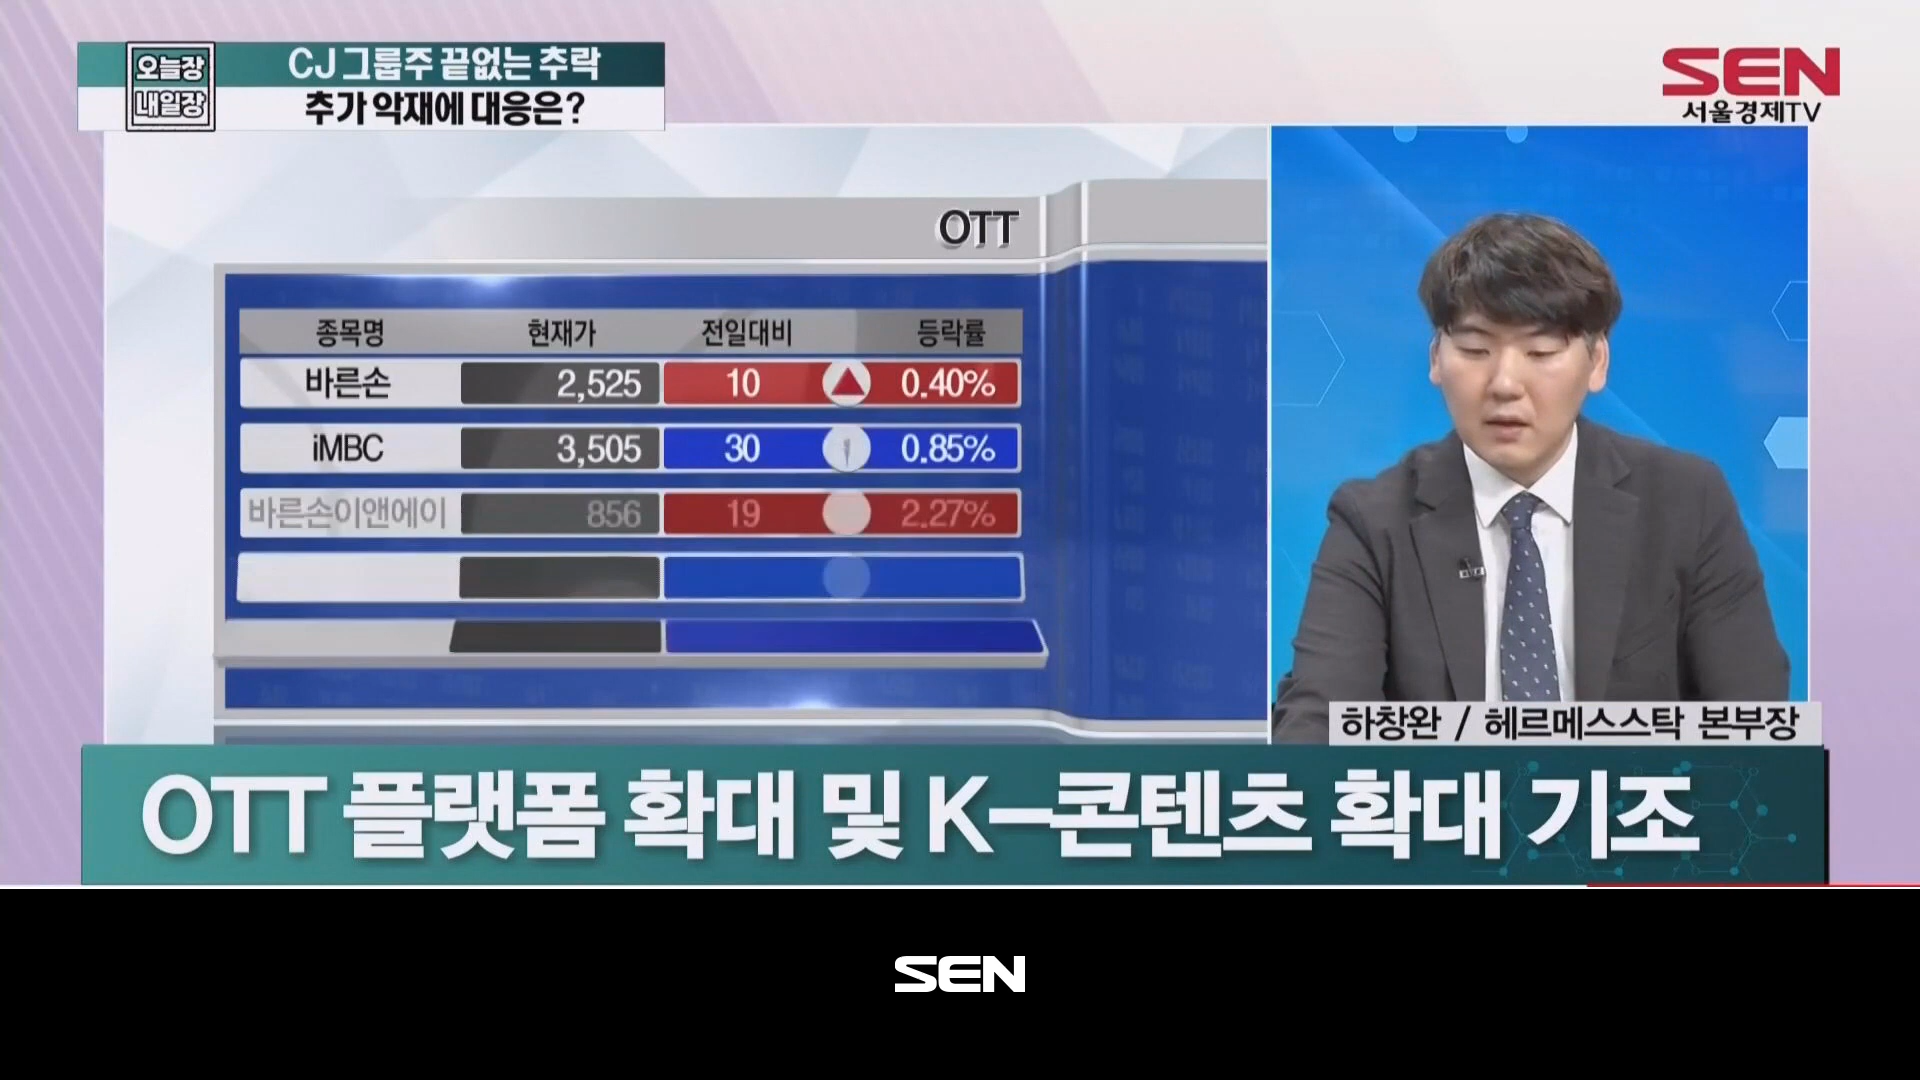 오늘장
내일장
CJ그룹주 끝없는 추락
추가 악재에 대응은?
SEN
서울경제TV
OTT
종목명 현재가 전일대비 등락률
바른손 2,525 10 0.40%
iMBC 3,505 30 0.85%
바른손이앤에이 856 19 2.27%
하창완 / 헤르메스스탁 본부장
OTT 플랫폼 확대 및 K-콘텐츠 확대 기조
SEN